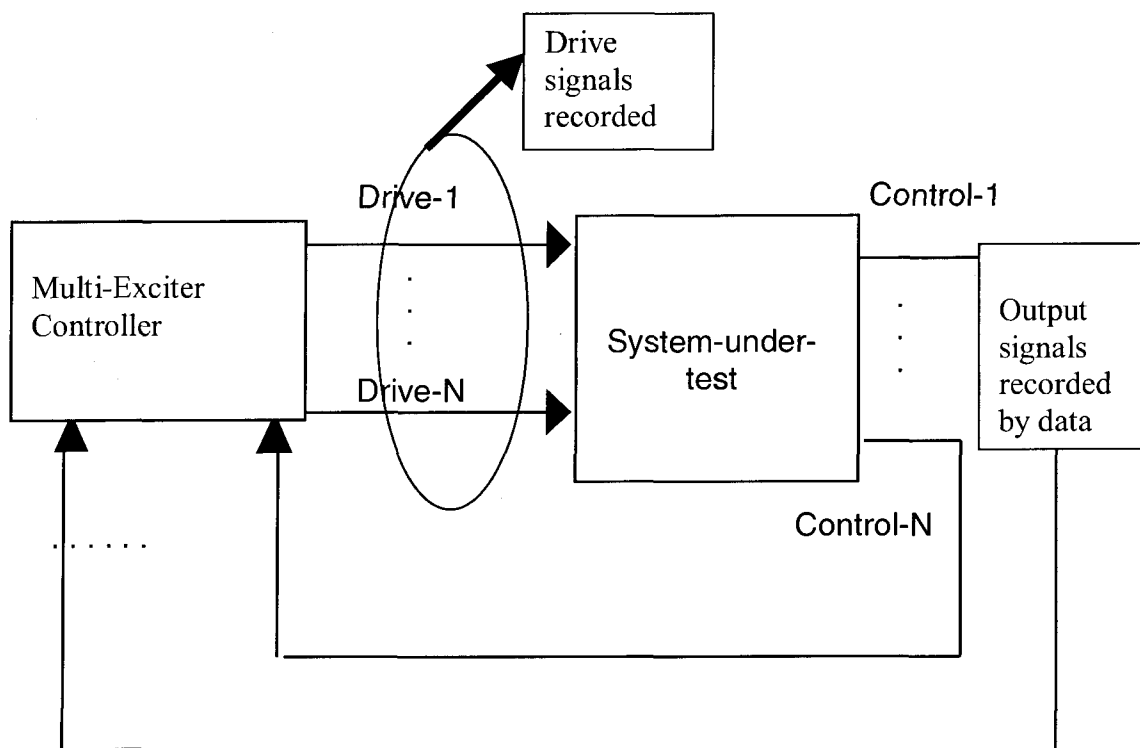 Drive
signals
recorded
Drive-1
Control-1
Multi-Exciter
Controller
.
.
.
.
System-under-
test
.
.
.
Output
signals
recorded
by data
Drive-N
Control-N
. . . . . . .